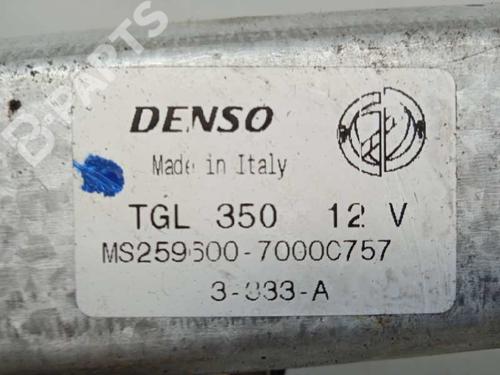 B-PARTS
DENSO
Made in Italy
TGL 350 12 V
MS259600-7000C757
3-333-A